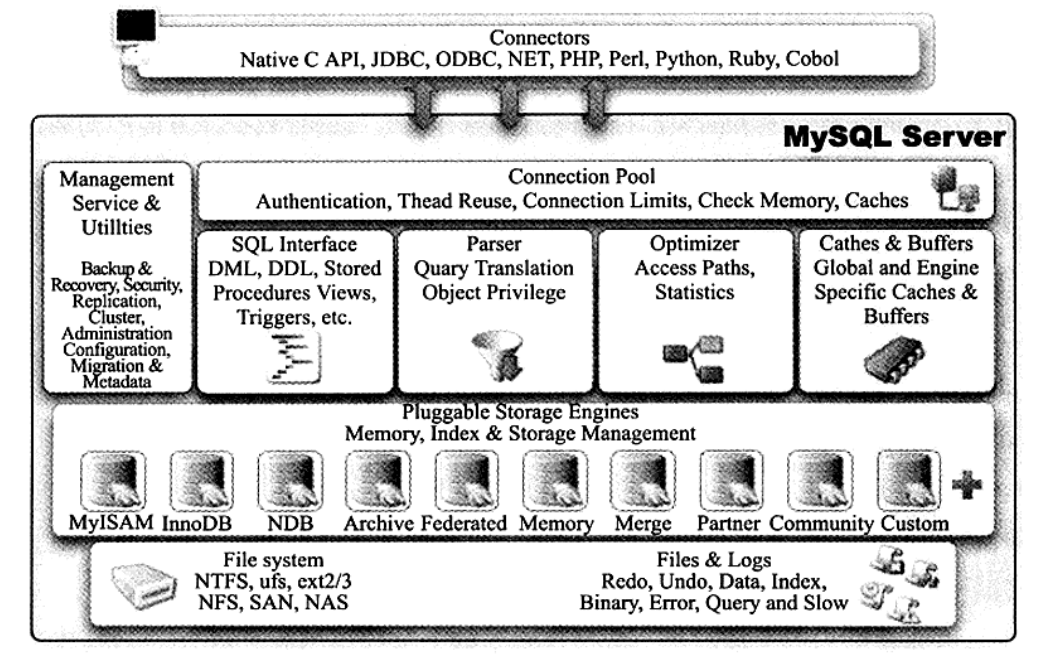 Connectors
Native C API, JDBC, ODBC, NET, PHP, Perl, Python, Ruby, Cobol
MySQL Server
Management
Service &
Utillties
Backup &
Recovery, Security,
Replication,
Cluster,
Administration
Configuration,
Migration &
Metadata
Connection Pool
Authentication, Thead Reuse, Connection Limits, Check Memory, Caches
SQL Interface
DML, DDL, Stored
Procedures Views,
Triggers, etc.
Parser
Quary Translation
Object Privilege
Optimizer
Access Paths,
Statistics
Cathes & Buffers
Global and Engine
Specific Caches &
Buffers
Pluggable Storage Engines
Memory, Index & Storage Management
MyISAM InnoDB NDB Archive Federated Memory Merge Partner Community Custom
File system
NTFS, ufs, ext2/3
NFS, SAN, NAS
Files & Logs
Redo, Undo, Data, Index,
Binary, Error, Query and Slow